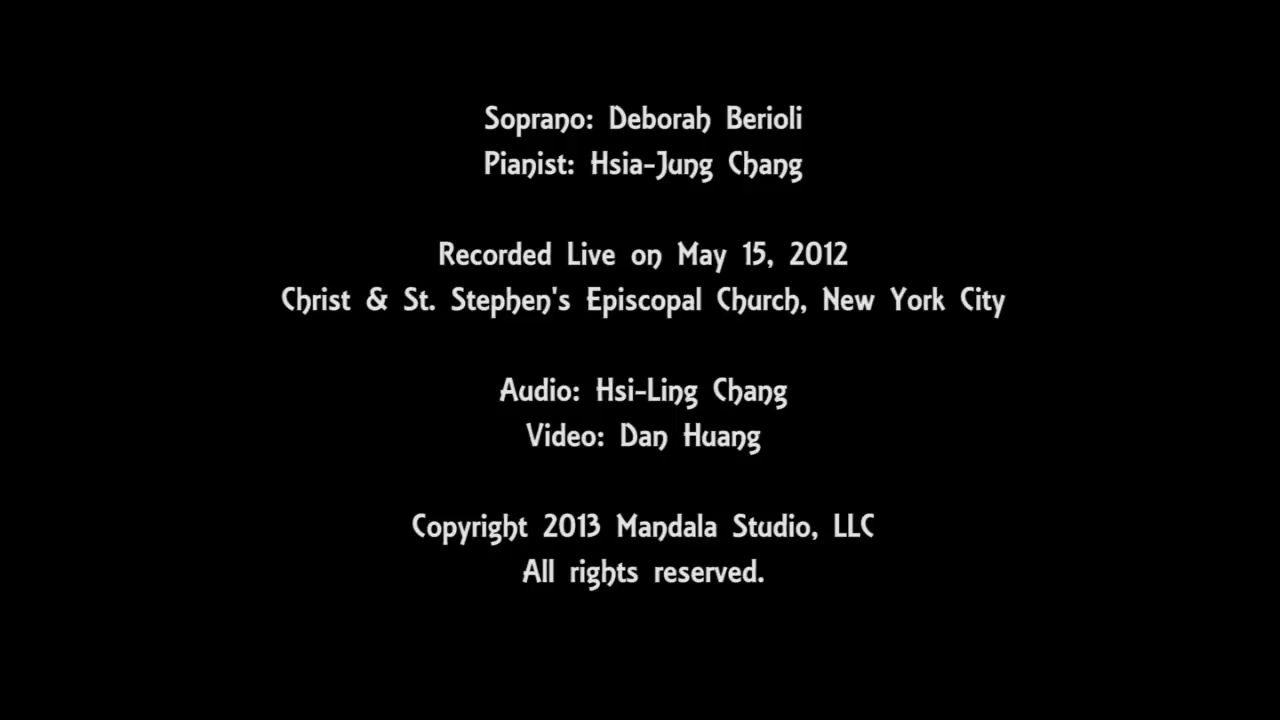 Soprano: Deborah Berioli
Pianist: Hsia-Jung Chang
Recorded Live on May 15, 2012
Christ & St. Stephen's Episcopal Church, New York City
Audio: Hsi-Ling Chang
Video: Dan Huang
Copyright 2013 Mandala Studio, LLC
All rights reserved.